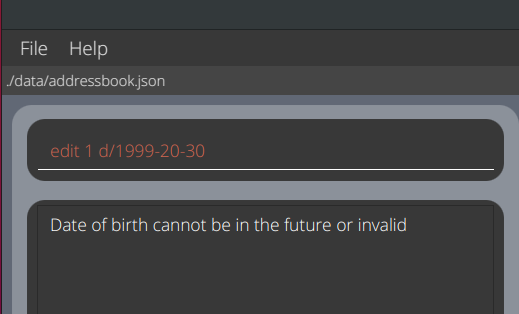 File Help
./data/addressbook.json
edit 1 d/1999-20-30
Date of birth cannot be in the future or invalid